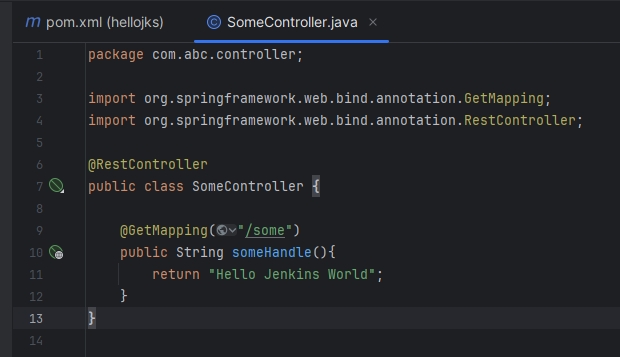 pom.xml (hellojks)
SomeController.java
1 package com.abc.controller;
2
3 import org.springframework.web.bind.annotation.GetMapping;
4 import org.springframework.web.bind.annotation.RestController;
5
6 @RestController
7 public class SomeController {
8
9 @GetMapping("/some")
10 public String someHandle(){
11 return "Hello Jenkins World";
12 }
13 }
14